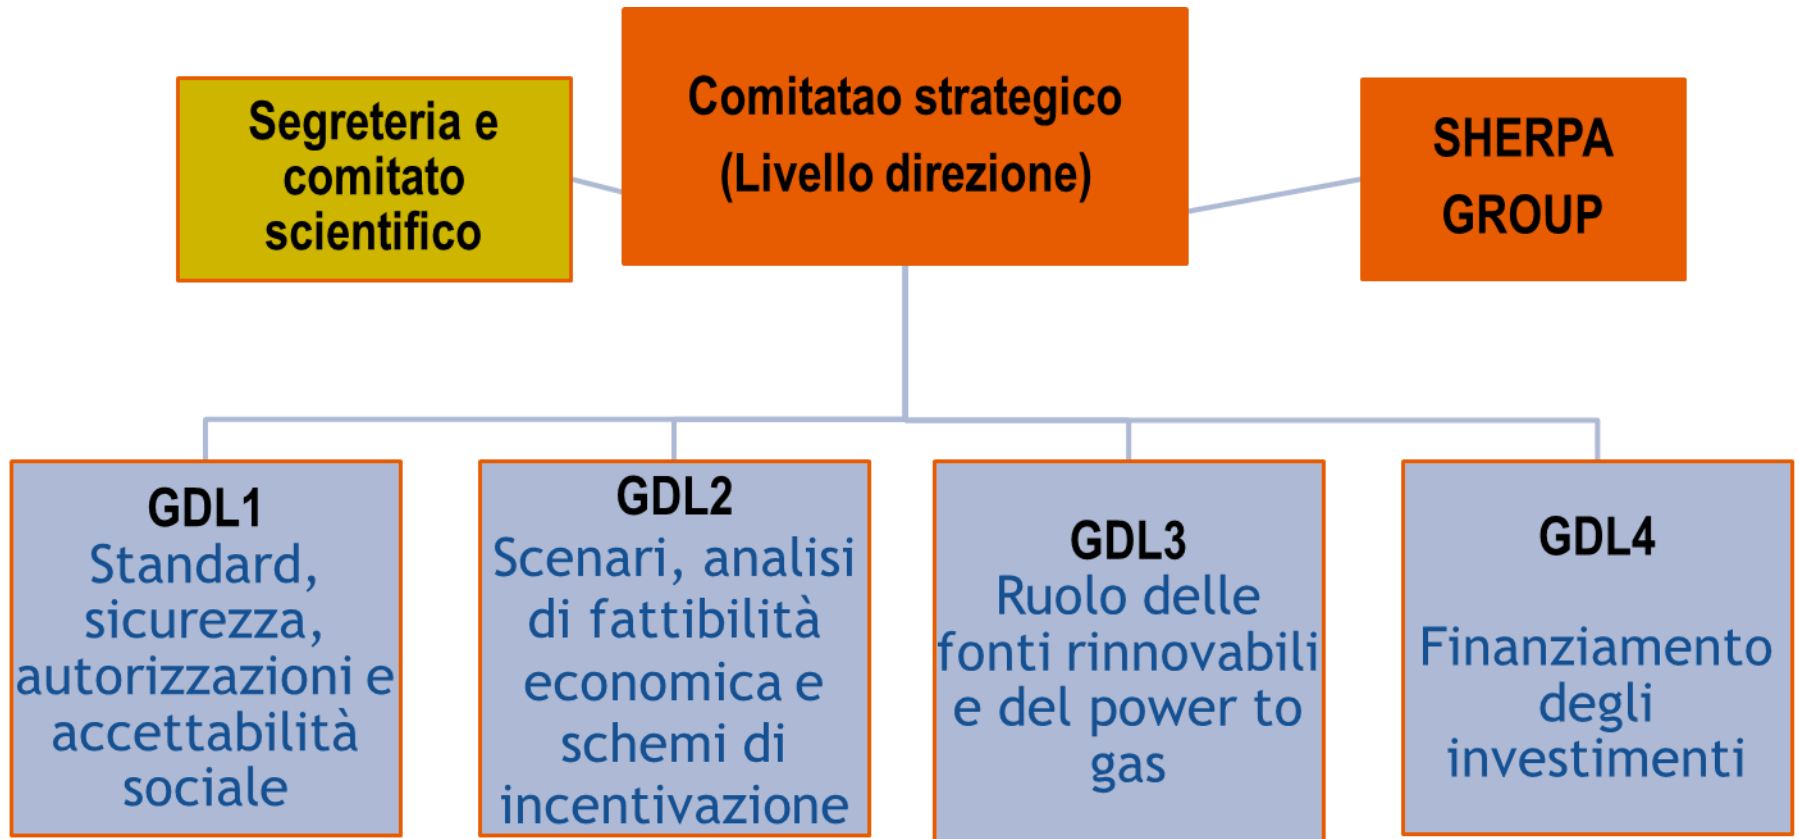 Segreteria e
comitato
scientifico
Comitatao strategico
(Livello direzione)
SHERPA
GROUP
GDL1
Standard,
sicurezza,
autorizzazioni e
accettabilità
sociale
GDL2
Scenari, analisi
di fattibilità
economica e
schemi di
incentivazione
GDL3
Ruolo delle
fonti rinnovabili
e del power to
gas
GDL4
Finanziamento
degli
investimenti